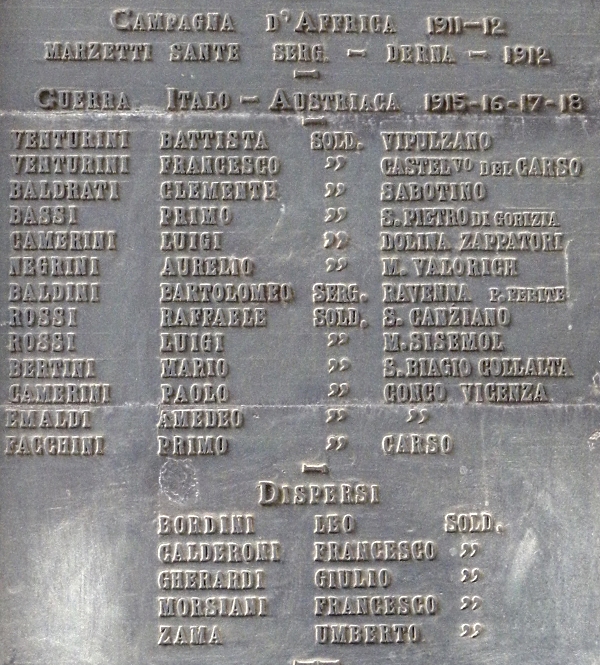 CAMPAGNA D'AFFRICA 1911-12
MARZETTI SANTE SERG. - DERNA - 1912
GUERRA ITALO-AUSTRIACA 1915-16-17-18
VENTURINI BATTISTA SOLD. VIPULZANO
VENTURINI FRANCESCO " CASTELVO DEL CARSO
BALDRATI CLEMENTE " SABOTINO
BASSI PRIMO " S. PIETRO DI GORIZIA
CAMERINI LUIGI " DOLINA ZAPPATORI
NEGRINI AURELIO " M. VALORICH
BALDINI BARTOLOMEO SERG. RAVENNA P. FERITE
ROSSI RAFFAELE SOLD. S. CANZIANO
ROSSI LUIGI " M. SISEMOL
BERTINI MARIO " S. BIAGIO COLLALTA
CAMERINI PAOLO " CONCO VICENZA
EMALDI AMEDEO " "
FACCHINI PRIMO " CARSO
DISPERSI
BORDINI LEO SOLD.
CALDERONI FRANCESCO "
GHERARDI GIULIO "
MORSIANI FRANCESCO "
ZAMA UMBERTO "